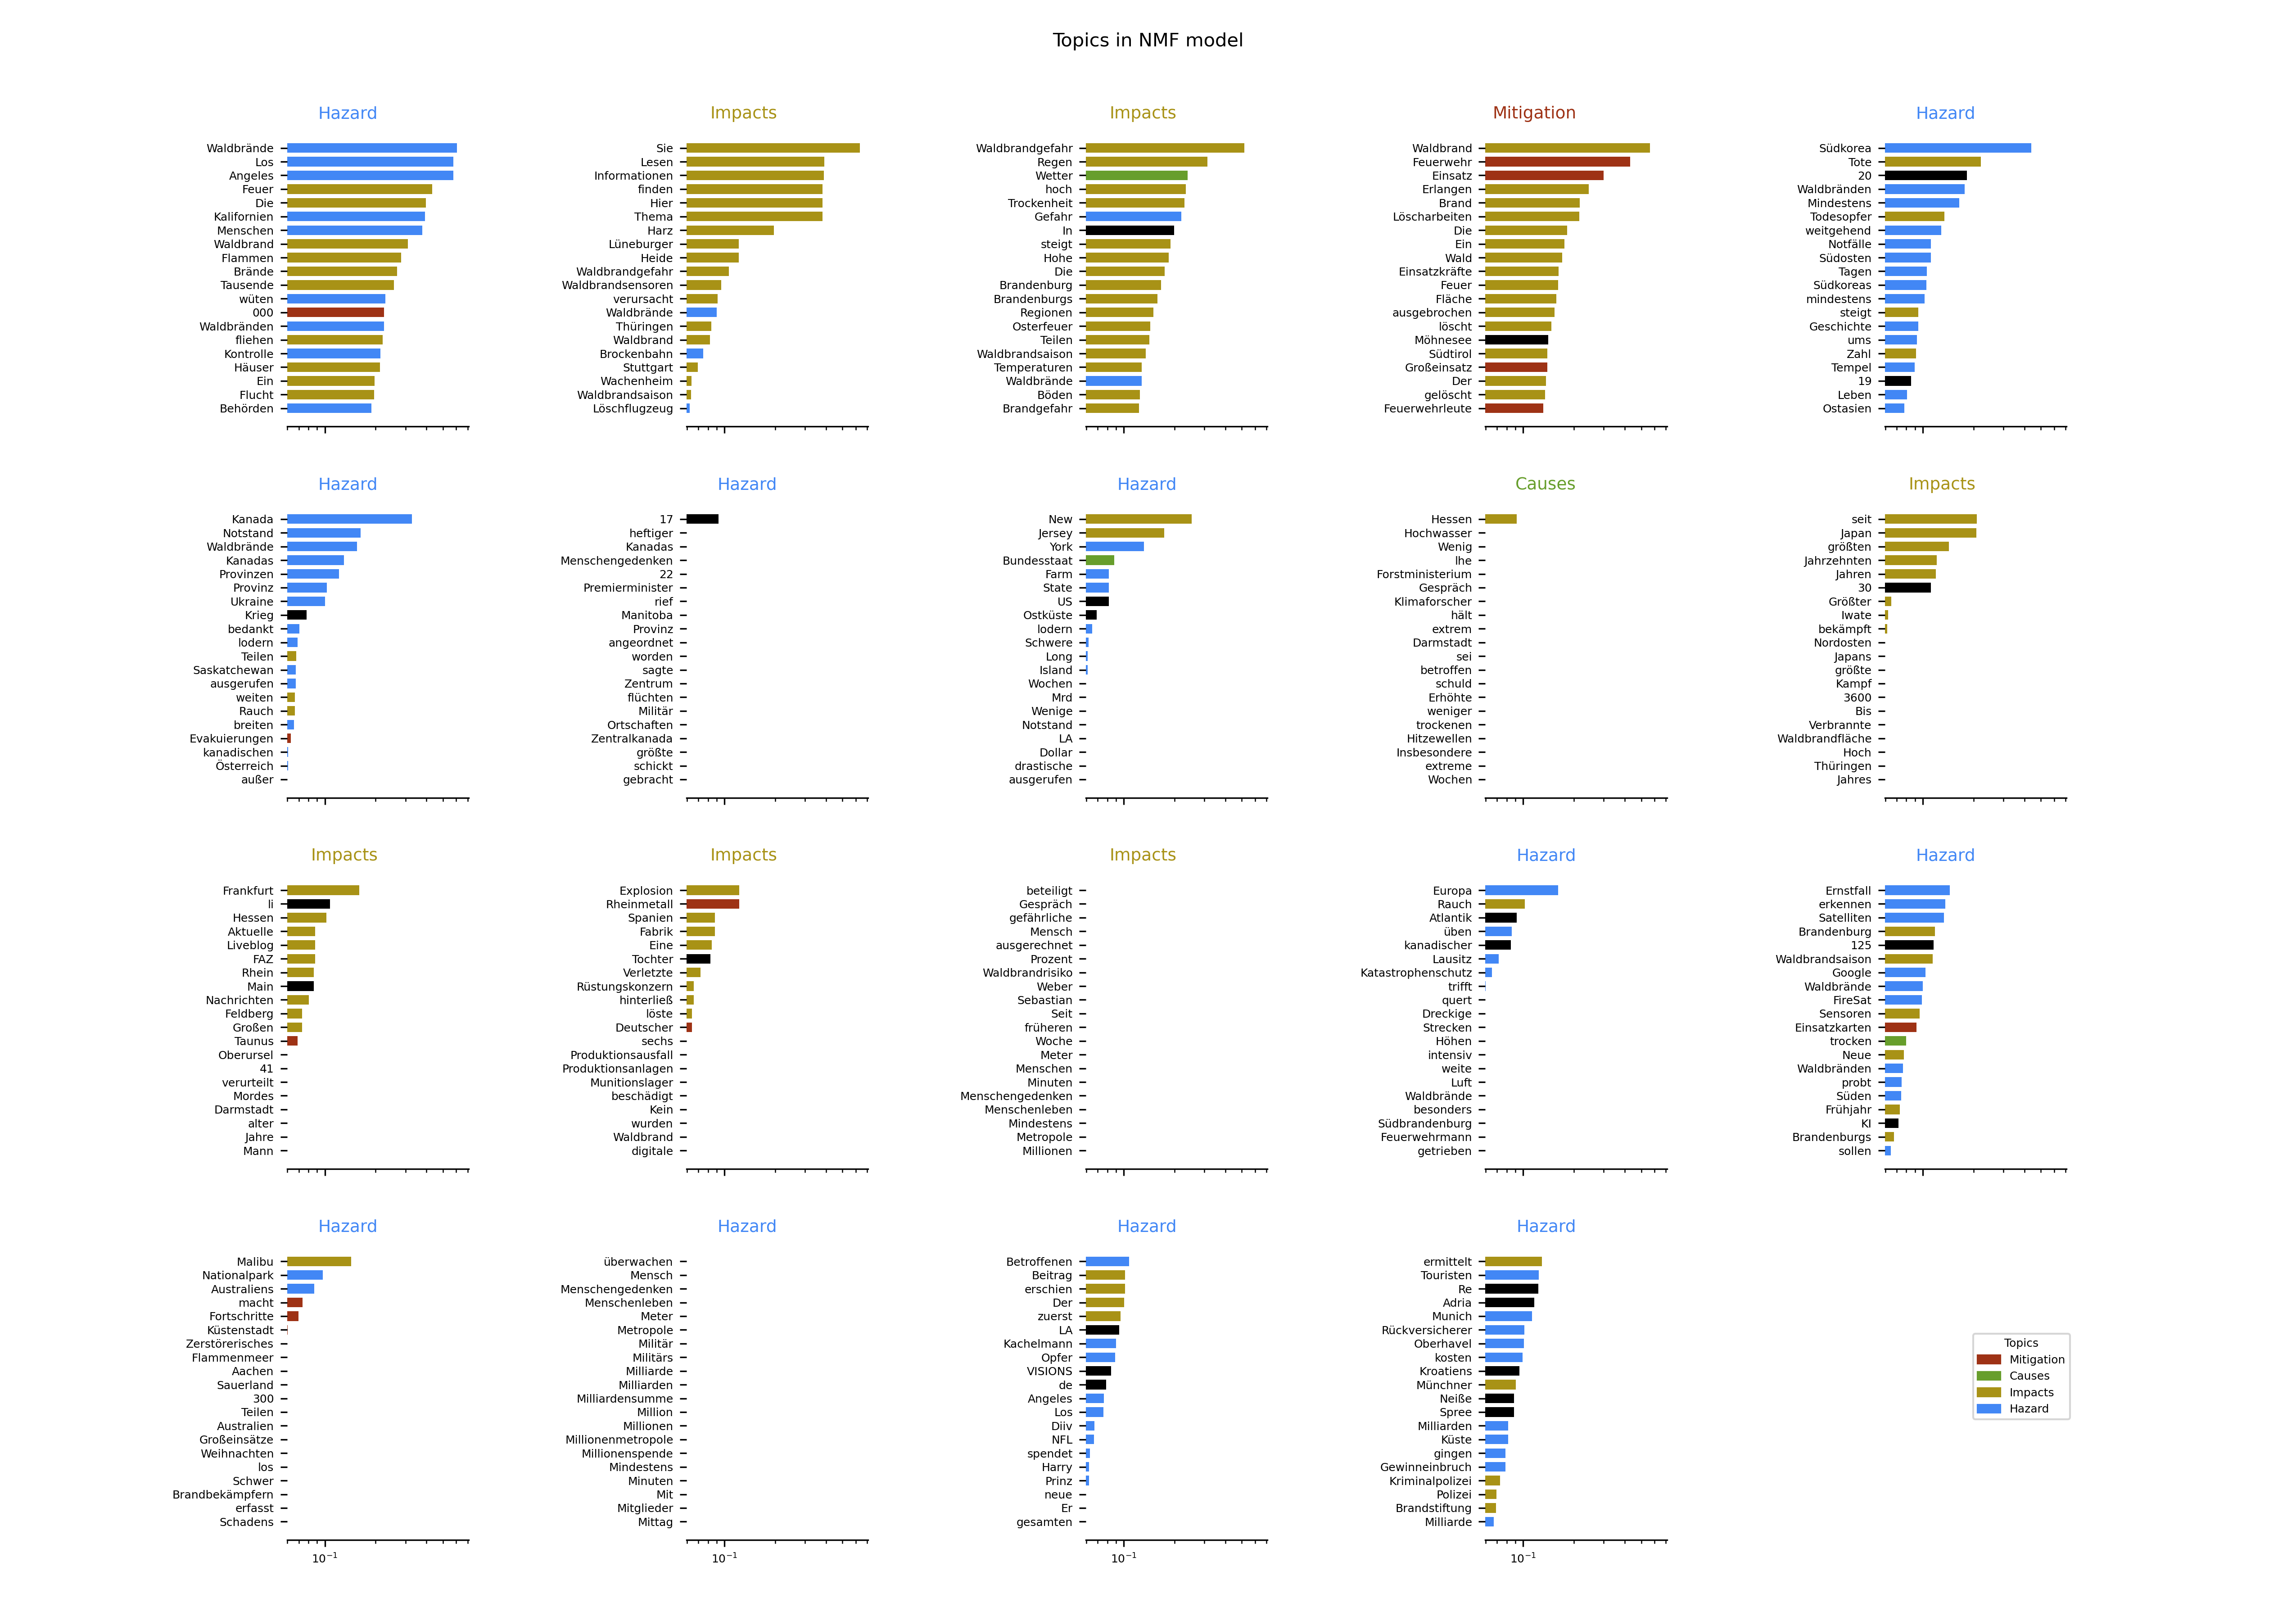 Topics in NMF model
Hazard
Waldbrände
Los
Angeles
Feuer
Die
Kalifornien
Menschen
Waldbrand
Flammen
Brände
Tausende
wüten
000
Waldbränden
fliehen
Kontrolle
Häuser
Ein
Flucht
Behörden
Impacts
Sie
Lesen
Informationen
finden
Hier
Thema
Harz
Lüneburger
Heide
Waldbrandgefahr
Waldbrandsensoren
verursacht
Waldbrände
Thüringen
Waldbrand
Brockenbahn
Stuttgart
Wachenheim
Waldbrandsaison
Löschflugzeug
Impacts
Waldbrandgefahr
Regen
Wetter
hoch
Trockenheit
Gefahr
In
steigt
Hohe
Die
Brandenburg
Brandenburgs
Regionen
Osterfeuer
Teilen
Waldbrandsaison
Temperaturen
Waldbrände
Böden
Brandgefahr
Mitigation
Waldbrand
Feuerwehr
Einsatz
Erlangen
Brand
Löscharbeiten
Die
Ein
Wald
Einsatzkräfte
Feuer
Fläche
ausgebrochen
löscht
Möhnesee
Südtirol
Großeinsatz
Der
gelöscht
Feuerwehrleute
Hazard
Südkorea
Tote
20
Waldbränden
Mindestens
Todesopfer
weitgehend
Notfälle
Südosten
Tagen
Südkoreas
mindestens
steigt
Geschichte
ums
Zahl
Tempel
19
Leben
Ostasien
Hazard
Kanada
Notstand
Waldbrände
Kanadas
Provinzen
Provinz
Ukraine
Krieg
bedankt
lodern
Teilen
Saskatchewan
ausgerufen
weiten
Rauch
breiten
Evakuierungen
kanadischen
Österreich
außer
Hazard
17
heftiger
Kanadas
Menschengedenken
22
Premierminister
rief
Manitoba
Provinz
angeordnet
worden
sagte
Zentrum
flüchten
Militär
Ortschaften
Zentralkanada
größte
schickt
gebracht
Hazard
New
Jersey
York
Bundesstaat
Farm
State
US
Ostküste
lodern
Schwere
Long
Island
Wochen
Mrd
Wenige
Notstand
LA
Dollar
drastische
ausgerufen
Causes
Hessen
Hochwasser
Wenig
Ihe
Forstministerium
Gespräch
Klimaforscher
hält
extrem
Darmstadt
sei
betroffen
schuld
Erhöhte
weniger
trockenen
Hitzewellen
Insbesondere
extreme
Wochen
Impacts
seit
Japan
größten
Jahrzehnten
Jahren
30
Größter
Iwate
bekämpft
Nordosten
Japans
größte
Kampf
3600
Bis
Verbrannte
Waldbrandfläche
Hoch
Thüringen
Jahres
Impacts
Frankfurt
li
Hessen
Aktuelle
Liveblog
FAZ
Rhein
Main
Nachrichten
Feldberg
Großen
Taunus
Oberursel
41
verurteilt
Mordes
Darmstadt
alter
Jahre
Mann
Impacts
Explosion
Rheinmetall
Spanien
Fabrik
Eine
Tochter
Verletzte
Rüstungskonzern
hinterließ
löste
Deutscher
sechs
Produktionsausfall
Produktionsanlagen
Munitionslager
beschädigt
Kein
wurden
Waldbrand
digitale
Impacts
beteiligt
Gespräch
gefährliche
Mensch
ausgerechnet
Prozent
Waldbrandrisiko
Weber
Sebastian
Seit
früheren
Woche
Meter
Menschen
Minuten
Menschengedenken
Menschenleben
Mindestens
Metropole
Millionen
Hazard
Europa
Rauch
Atlantik
üben
kanadischer
Lausitz
Katastrophenschutz
trifft
quert
Dreckige
Strecken
Höhen
intensiv
weite
Luft
Waldbrände
besonders
Südbrandenburg
Feuerwehrmann
getrieben
Hazard
Ernstfall
erkennen
Satelliten
Brandenburg
125
Waldbrandsaison
Google
Waldbrände
FireSat
Sensoren
Einsatzkarten
trocken
Neue
Waldbränden
probt
Süden
Frühjahr
KI
Brandenburgs
sollen
Hazard
Malibu
Nationalpark
Australiens
macht
Fortschritte
Küstenstadt
Zerstörerisches
Flammenmeer
Aachen
Sauerland
300
Teilen
Australien
Großeinsätze
Weihnachten
los
Schwer
Brandbekämpfern
erfasst
Schadens
10⁻¹
Hazard
überwachen
Mensch
Menschengedenken
Menschenleben
Meter
Metropole
Militär
Militärs
Milliarde
Milliarden
Milliardensumme
Million
Millionen
Millionenmetropole
Millionenspende
Mindestens
Minuten
Mit
Mitglieder
Mittag
10⁻¹
Hazard
Betroffenen
Beitrag
erschien
Der
zuerst
LA
Kachelmann
Opfer
VISIONS
de
Angeles
Los
Diiv
NFL
spendet
Harry
Prinz
neue
Er
gesamten
10⁻¹
Hazard
ermittelt
Touristen
Re
Adria
Munich
Rückversicherer
Oberhavel
kosten
Kroatiens
Münchner
Neiße
Spree
Milliarden
Küste
gingen
Gewinneinbruch
Kriminalpolizei
Polizei
Brandstiftung
Milliarde
10⁻¹
Topics
Mitigation
Causes
Impacts
Hazard